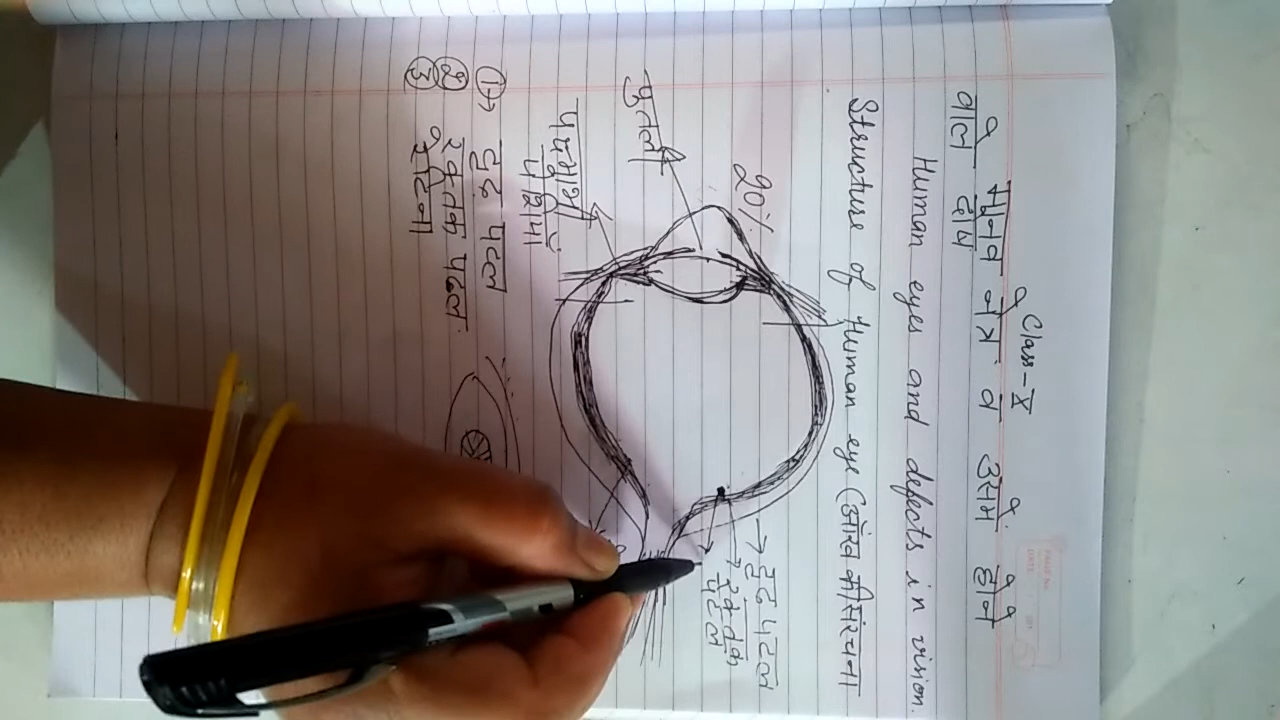 Class-X
मानव नेत्र व उसमे होने
वाले दोष
Human eyes and defects in vision.
Structure of Human eye (आँख की संरचना
20%
पुतली
→ दृढ़ पटल
→ रक्तक
पटल
पक्ष्माभी
पेशियाँ
① → दृढ़ पटल
② रक्तक पटल
③